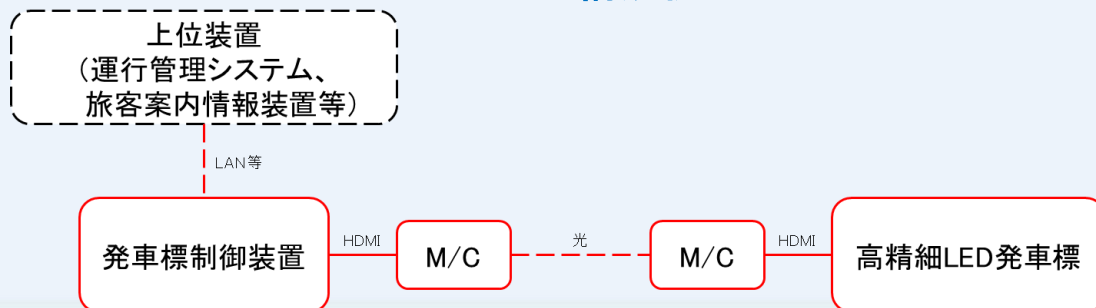 上位装置
（運行管理システム、
旅客案内情報装置等）
LAN等
発車標制御装置
HDMI
M/C
光
M/C
HDMI
高精細LED発車標